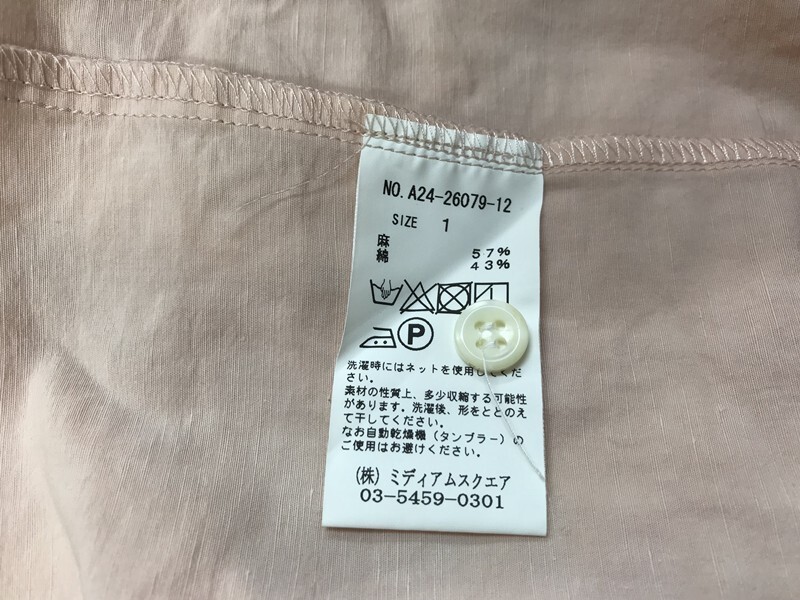 NO. A24-26079-12
SIZE 1
麻 57%
綿 43%
P
洗濯時にはネットを使用してくだ
さい。
素材の性質上、多少収縮する可能性
があります。洗濯後、形をととのえ
て干してください。
なお自動乾燥機（タンブラー）の
ご使用はお避けください。
(株) ミディアムスクエア
03-5459-0301